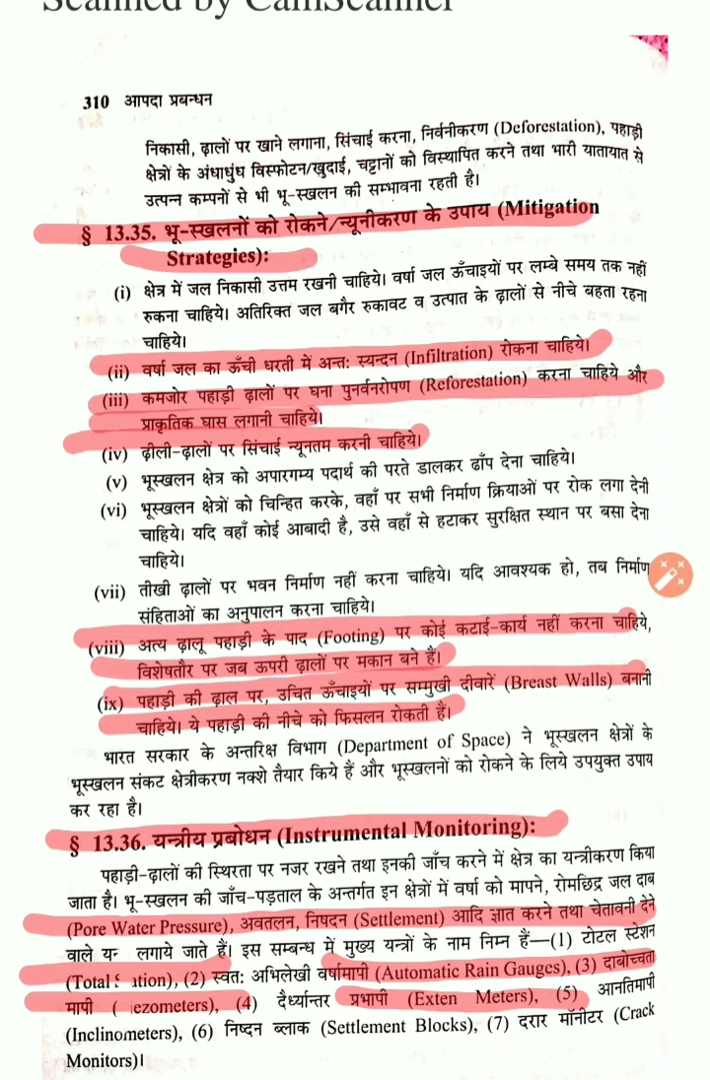 Scanned by CamScanner
310 आपदा प्रबन्धन
निकासी, ढ़ालों पर खाने लगाना, सिंचाई करना, निर्वनीकरण (Deforestation), पहाड़ी
क्षेत्रों के अंधाधुंध विस्फोटन/खुदाई, चट्टानों को विस्थापित करने तथा भारी यातायात से
उत्पन्न कम्पनों से भी भू-स्खलन की सम्भावना रहती है।
§ 13.35. भू-स्खलनों को रोकने/न्यूनीकरण के उपाय (Mitigation
Strategies):
(i) क्षेत्र में जल निकासी उत्तम रखनी चाहिये। वर्षा जल ऊँचाइयों पर लम्बे समय तक नहीं
रुकना चाहिये। अतिरिक्त जल बगैर रुकावट व उत्पात के ढ़ालों से नीचे बहता रहना
चाहिये।
(ii) वर्षा जल का ऊँची धरती में अन्त: स्यन्दन (Infiltration) रोकना चाहिये।
(iii) कमजोर पहाड़ी ढ़ालों पर घना पुनर्वनरोपण (Reforestation) करना चाहिये और
प्राकृतिक घास लगानी चाहिये।
(iv) ढ़ीली-ढ़ालों पर सिंचाई न्यूनतम करनी चाहिये।
(v) भूस्खलन क्षेत्र को अपारगम्य पदार्थ की परते डालकर ढाँप देना चाहिये।
(vi) भूस्खलन क्षेत्रों को चिन्हित करके, वहाँ पर सभी निर्माण क्रियाओं पर रोक लगा देनी
चाहिये। यदि वहाँ कोई आबादी है, उसे वहाँ से हटाकर सुरक्षित स्थान पर बसा देना
चाहिये।
(vii) तीखी ढ़ालों पर भवन निर्माण नहीं करना चाहिये। यदि आवश्यक हो, तब निर्माण
संहिताओं का अनुपालन करना चाहिये।
(viii) अत्य ढ़ालू पहाड़ी के पाद (Footing) पर कोई कटाई-कार्य नहीं करना चाहिये,
विशेषतौर पर जब ऊपरी ढ़ालों पर मकान बने हैं।
(ix) पहाड़ी की ढ़ाल पर, उचित ऊँचाइयों पर सम्मुखी दीवारें (Breast Walls) बनानी
चाहिये। ये पहाड़ी की नीचे को फिसलन रोकती है।
भारत सरकार के अन्तरिक्ष विभाग (Department of Space) ने भूस्खलन क्षेत्रों के
भूस्खलन संकट क्षेत्रीकरण नक्शे तैयार किये हैं और भूस्खलनों को रोकने के लिये उपयुक्त उपाय
कर रहा है।
§ 13.36. यन्त्रीय प्रबोधन (Instrumental Monitoring):
पहाड़ी-ढ़ालों की स्थिरता पर नजर रखने तथा इनकी जाँच करने में क्षेत्र का यन्त्रीकरण किया
जाता है। भू-स्खलन की जाँच-पड़ताल के अन्तर्गत इन क्षेत्रों में वर्षा को मापने, रोमछिद्र जल दाब
(Pore Water Pressure), अवतलन, निषदन (Settlement) आदि ज्ञात करने तथा चेतावनी देने
वाले लगाये जाते हैं। इस सम्बन्ध में मुख्य यन्त्रों के नाम निम्न हैं—(1) टोटल स्टेशन
(Total ation), (2) स्वत: अभिलेखी वर्षामापी (Automatic Rain Gauges), (3) दाबोच्चता
मापी ( ezometers), (4) दैर्ध्यान्तर प्रभापी (Exten Meters), (5) आनतिमापी
(Inclinometers), (6) निष्दन ब्लाक (Settlement Blocks), (7) दरार मॉनीटर (Crack
Monitors)।